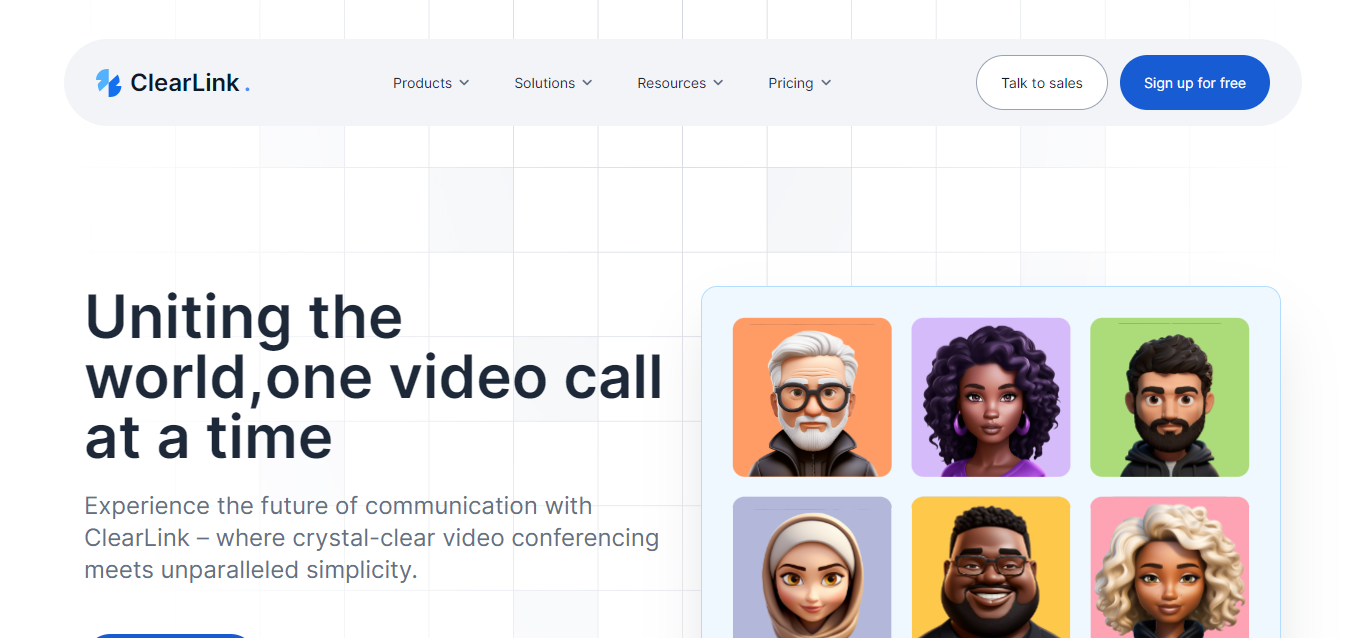 ClearLink .
Products
Solutions
Resources
Pricing
Talk to sales
Sign up for free
Uniting the
world,one video call
at a time
Experience the future of communication with
ClearLink – where crystal-clear video conferencing
meets unparalleled simplicity.